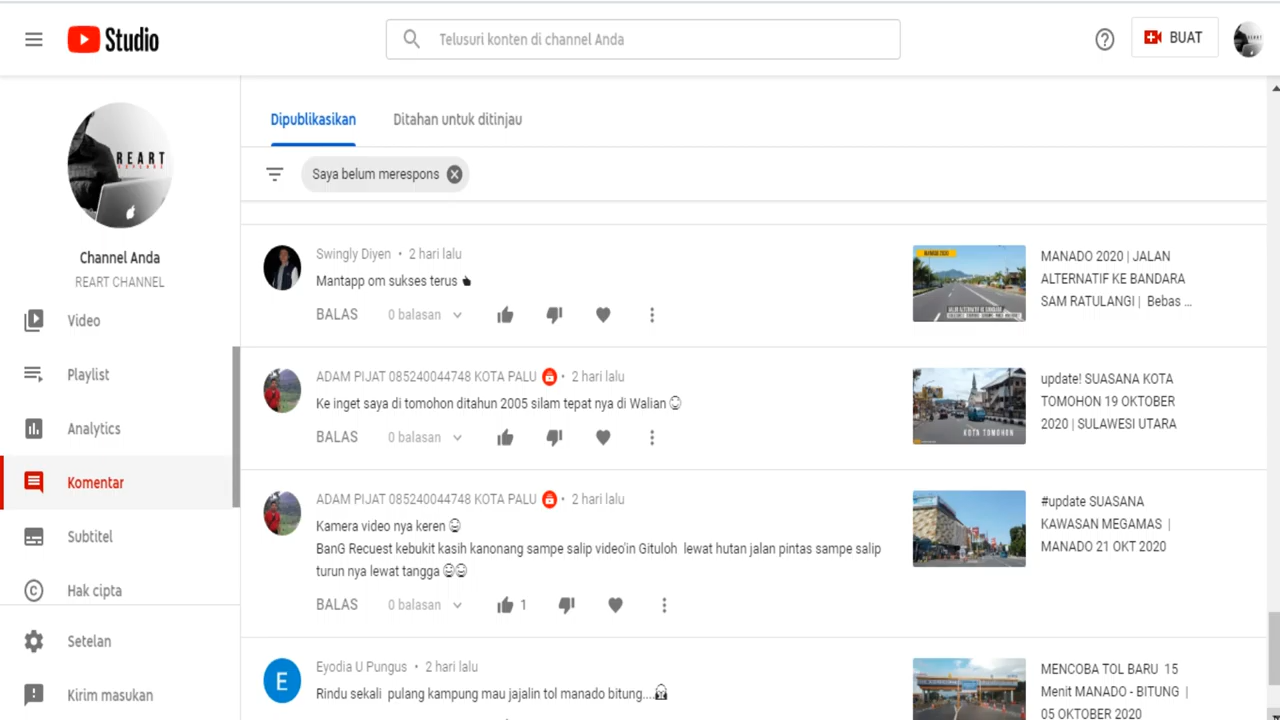 Studio
Telusuri konten di channel Anda
BUAT
REART
Channel Anda
REART CHANNEL
Video
Playlist
Analytics
Komentar
Subtitel
Hak cipta
Setelan
Kirim masukan
Dipublikasikan
Ditahan untuk ditinjau
Saya belum merespons
Swingly Diyen • 2 hari lalu
Mantapp om sukses terus
BALAS 0 balasan
MANADO 2020 | JALAN
ALTERNATIF KE BANDARA
SAM RATULANGI | Bebas ...
ADAM PIJAT 085240044748 KOTA PALU • 2 hari lalu
Ke inget saya di tomohon ditahun 2005 silam tepat nya di Walian
BALAS 0 balasan
KOTA TOMOHON
update! SUASANA KOTA
TOMOHON 19 OKTOBER
2020 | SULAWESI UTARA
ADAM PIJAT 085240044748 KOTA PALU • 2 hari lalu
Kamera video nya keren
BanG Recuest kebukit kasih kanonang sampe salip video'in Gituloh lewat hutan jalan pintas sampe salip
turun nya lewat tangga
BALAS 0 balasan 1
#update SUASANA
KAWASAN MEGAMAS |
MANADO 21 OKT 2020
E
Eyodia U Pungus • 2 hari lalu
Rindu sekali pulang kampung mau jajalin tol manado bitung....
MENCOBA TOL BARU 15
Menit MANADO - BITUNG |
05 OKTOBER 2020